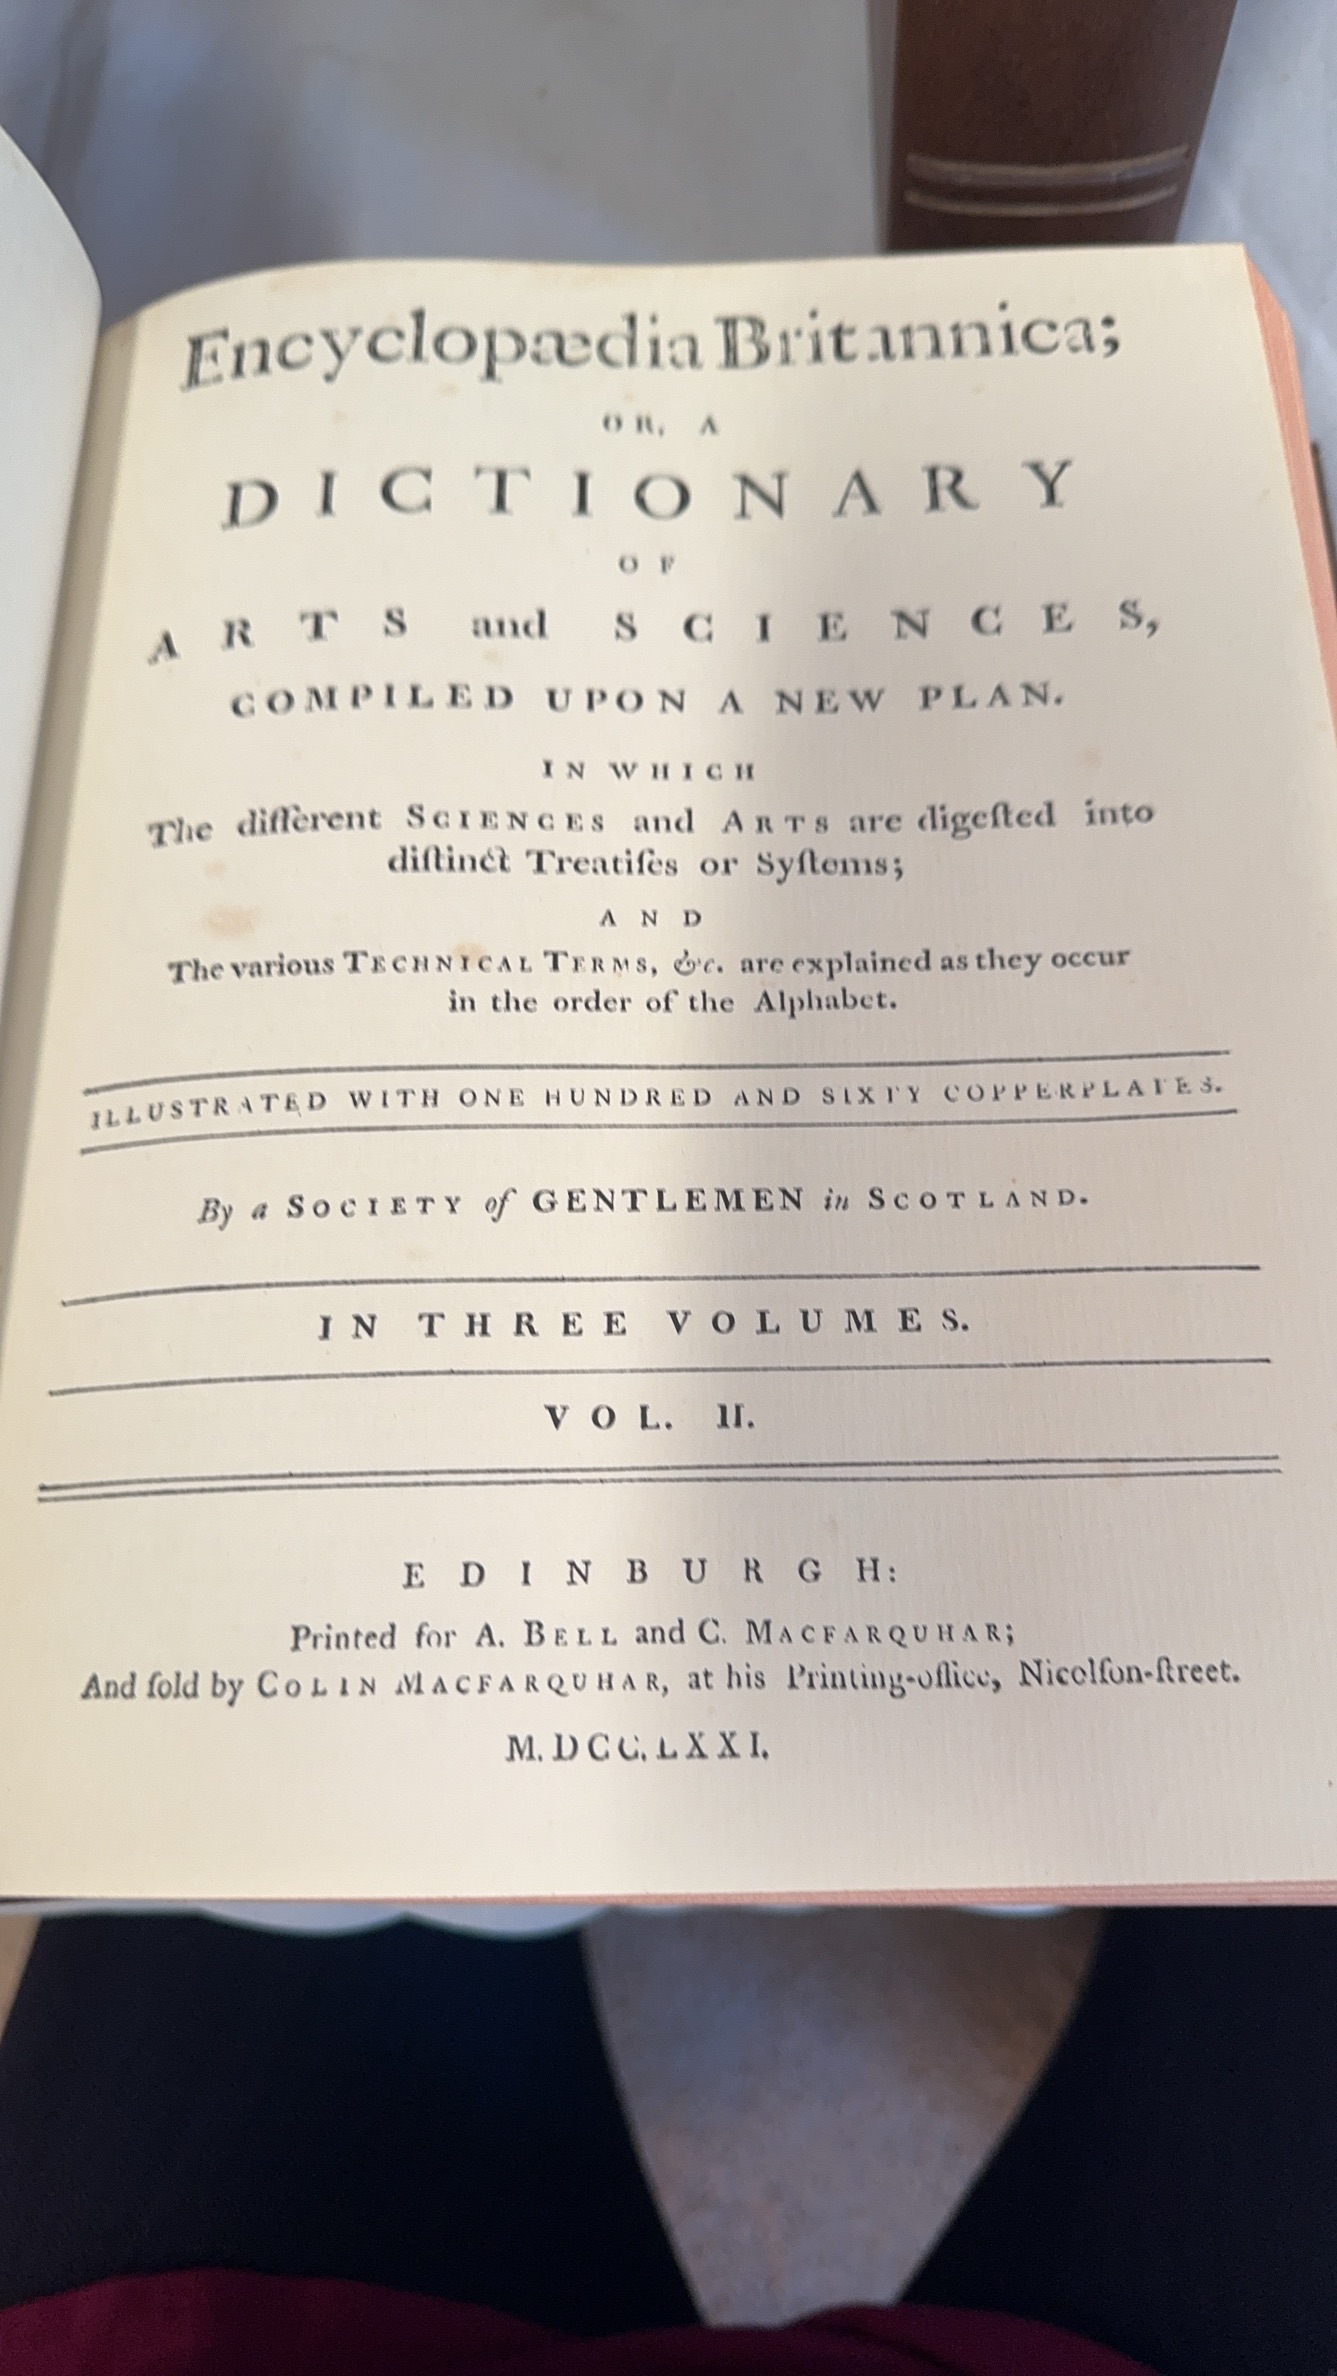 Encyclopædia Britannica;
OR, A
DICTIONARY
OF
ARTS and SCIENCES,
COMPILED UPON A NEW PLAN.
IN WHICH
The different SCIENCES and ARTS are digeſted into
diſtinct Treatiſes or Syſtems;
AND
The various TECHNICAL TERMS, &c. are explained as they occur
in the order of the Alphabet.
ILLUSTRATED WITH ONE HUNDRED AND SIXTY COPPERPLATES.
By a SOCIETY of GENTLEMEN in SCOTLAND.
IN THREE VOLUMES.
VOL. II.
EDINBURGH:
Printed for A. BELL and C. MACFARQUHAR;
And ſold by COLIN MACFARQUHAR, at his Printing-office, Nicolſon-ſtreet.
M.DCC.LXXI.